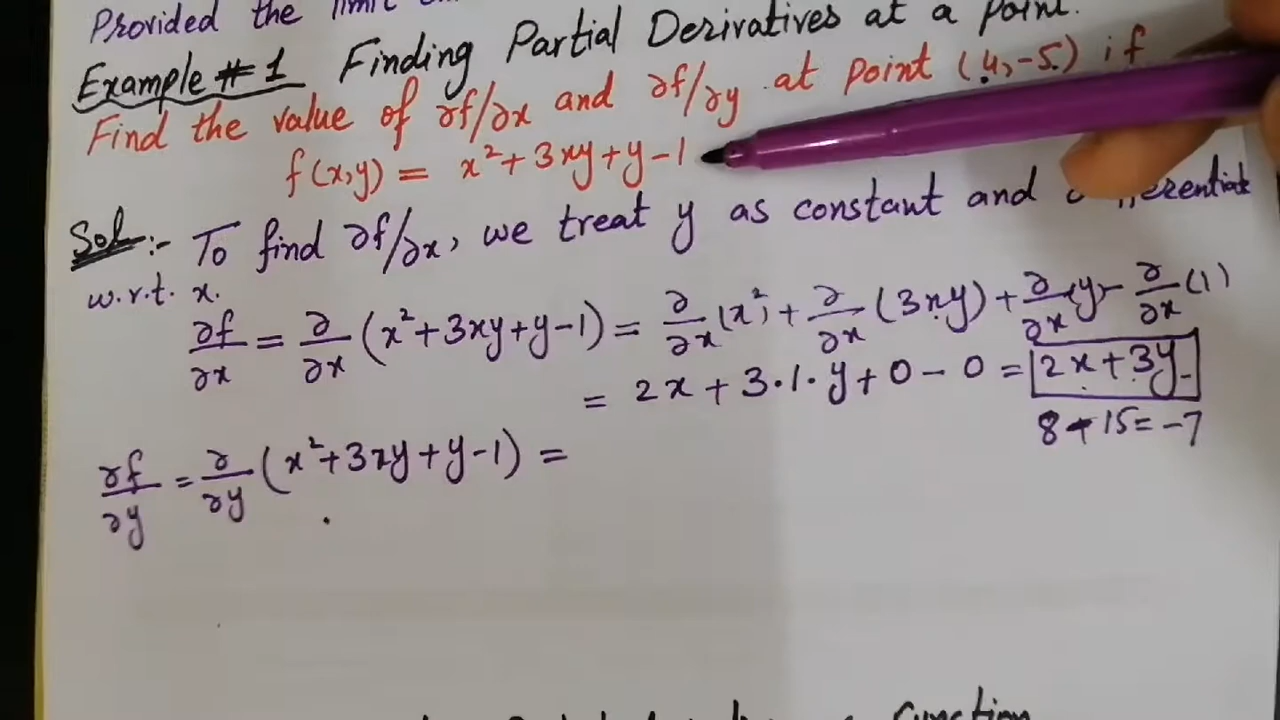 Provided the limit
Example #1 Finding Partial Derivatives at a point.
Find the value of ∂f/∂x and ∂f/∂y at point (4,-5) if
f(x,y) = x²+3xy+y-1
Sol:- To find ∂f/∂x, we treat y as constant and
w.r.t. x.
∂f/∂x = ∂/∂x (x²+3xy+y-1) = ∂/∂x (x²) + ∂/∂x (3xy) + ∂/∂x (y) - ∂/∂x (1)
= 2x + 3·1·y + 0 - 0 = 2x + 3y
8-15 = -7
∂f/∂y = ∂/∂y (x²+3xy+y-1) =
function